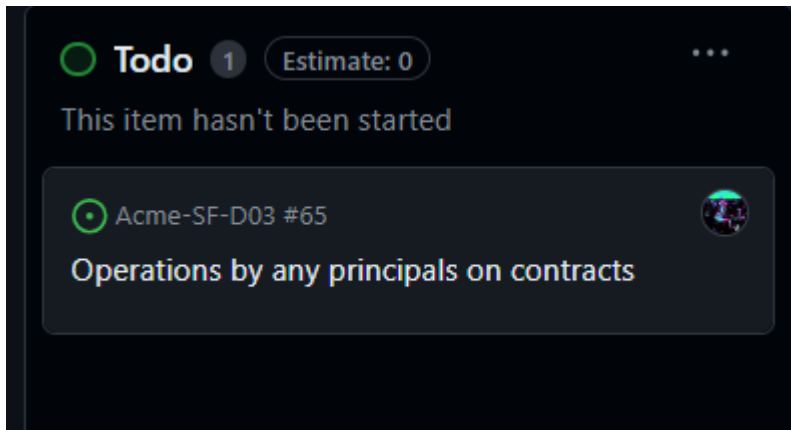 Todo 1 Estimate: 0
This item hasn't been started
Acme-SF-D03 #65
Operations by any principals on contracts